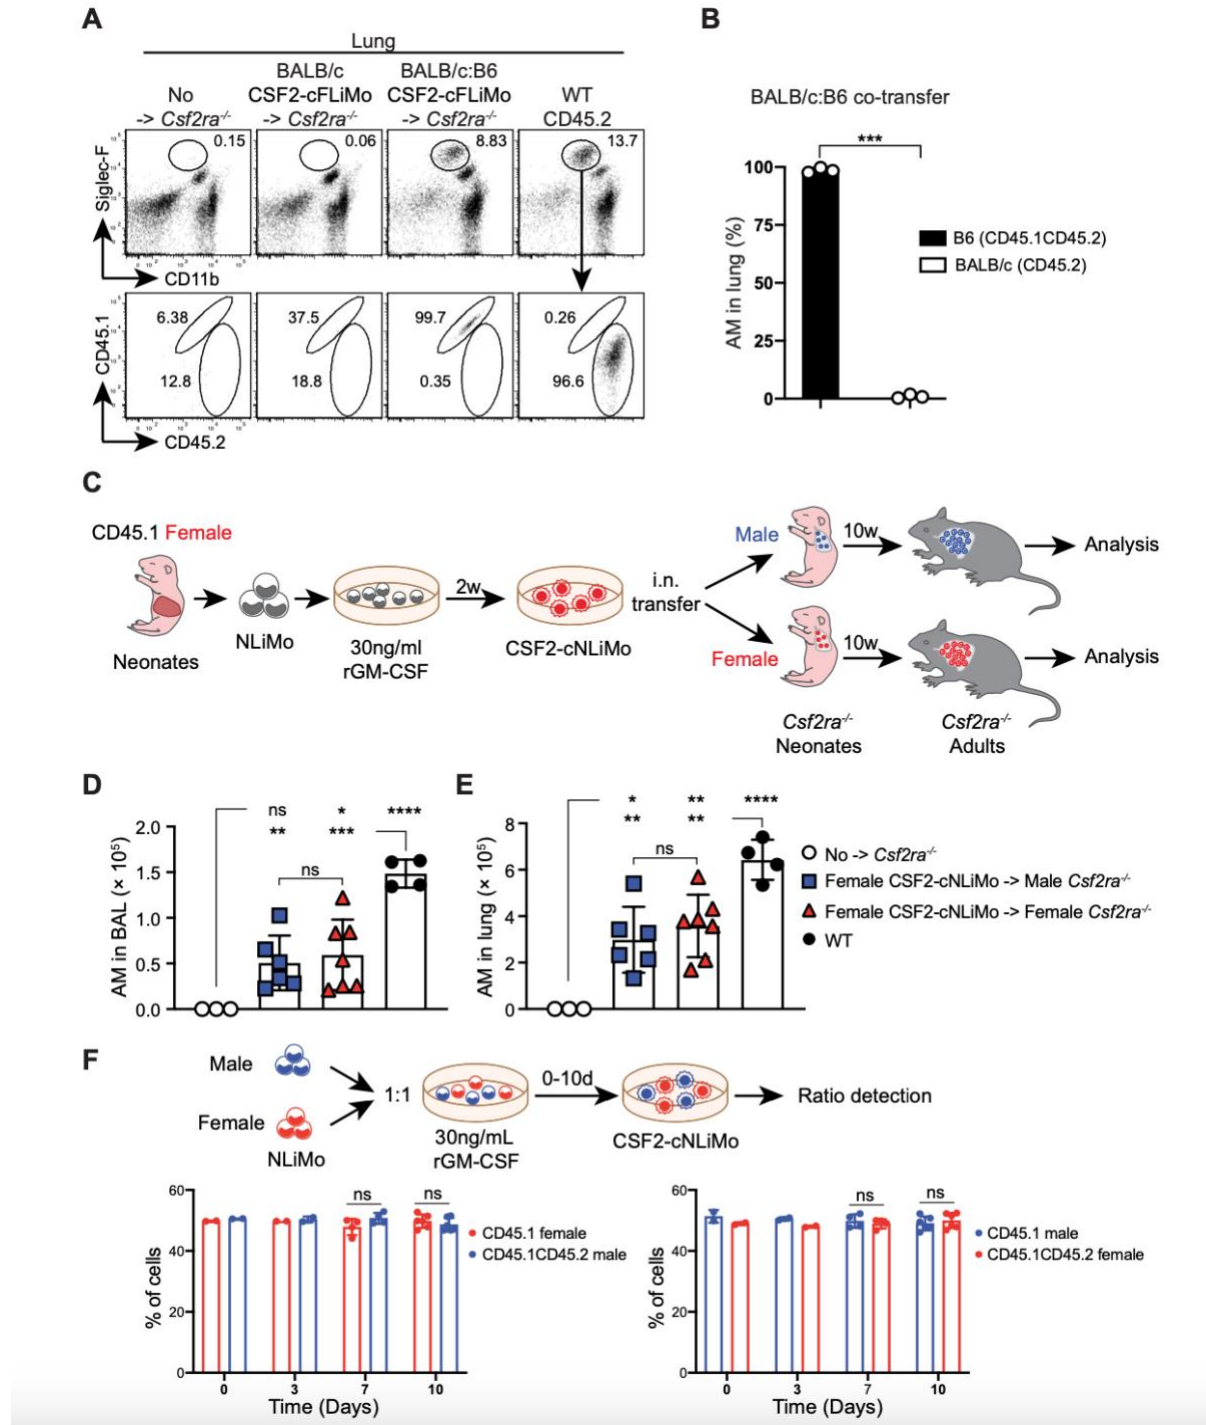 A
Lung
No
-> Csf2ra-/-
BALB/c
CSF2-cFLiMo
-> Csf2ra-/-
BALB/c:B6
CSF2-cFLiMo
-> Csf2ra-/-
WT
CD45.2
0.15
0.06
8.83
13.7
Siglec-F
CD11b
6.38
37.5
99.7
0.26
12.8
18.8
0.35
96.6
CD45.1
CD45.2
B
BALB/c:B6 co-transfer
***
100
75
50
25
0
AM in lung (%)
B6 (CD45.1CD45.2)
BALB/c (CD45.2)
C
CD45.1 Female
Neonates
NLiMo
30ng/ml
rGM-CSF
2w
CSF2-cNLiMo
i.n.
transfer
Male
10w
Analysis
Female
10w
Analysis
Csf2ra-/-
Neonates
Csf2ra-/-
Adults
D
ns * ****
** ***
ns
2.0
1.5
1.0
0.5
0.0
AM in BAL (× 10⁵)
E
* ** ****
** **
ns
8
6
4
2
0
AM in lung (× 10⁵)
No -> Csf2ra-/-
Female CSF2-cNLiMo -> Male Csf2ra-/-
Female CSF2-cNLiMo -> Female Csf2ra-/-
WT
F
Male
Female
NLiMo
1:1
30ng/mL
rGM-CSF
0-10d
CSF2-cNLiMo
Ratio detection
60
40
20
0
% of cells
ns ns
CD45.1 female
CD45.1CD45.2 male
0 3 7 10
Time (Days)
60
40
20
0
% of cells
ns ns
CD45.1 male
CD45.1CD45.2 female
0 3 7 10
Time (Days)